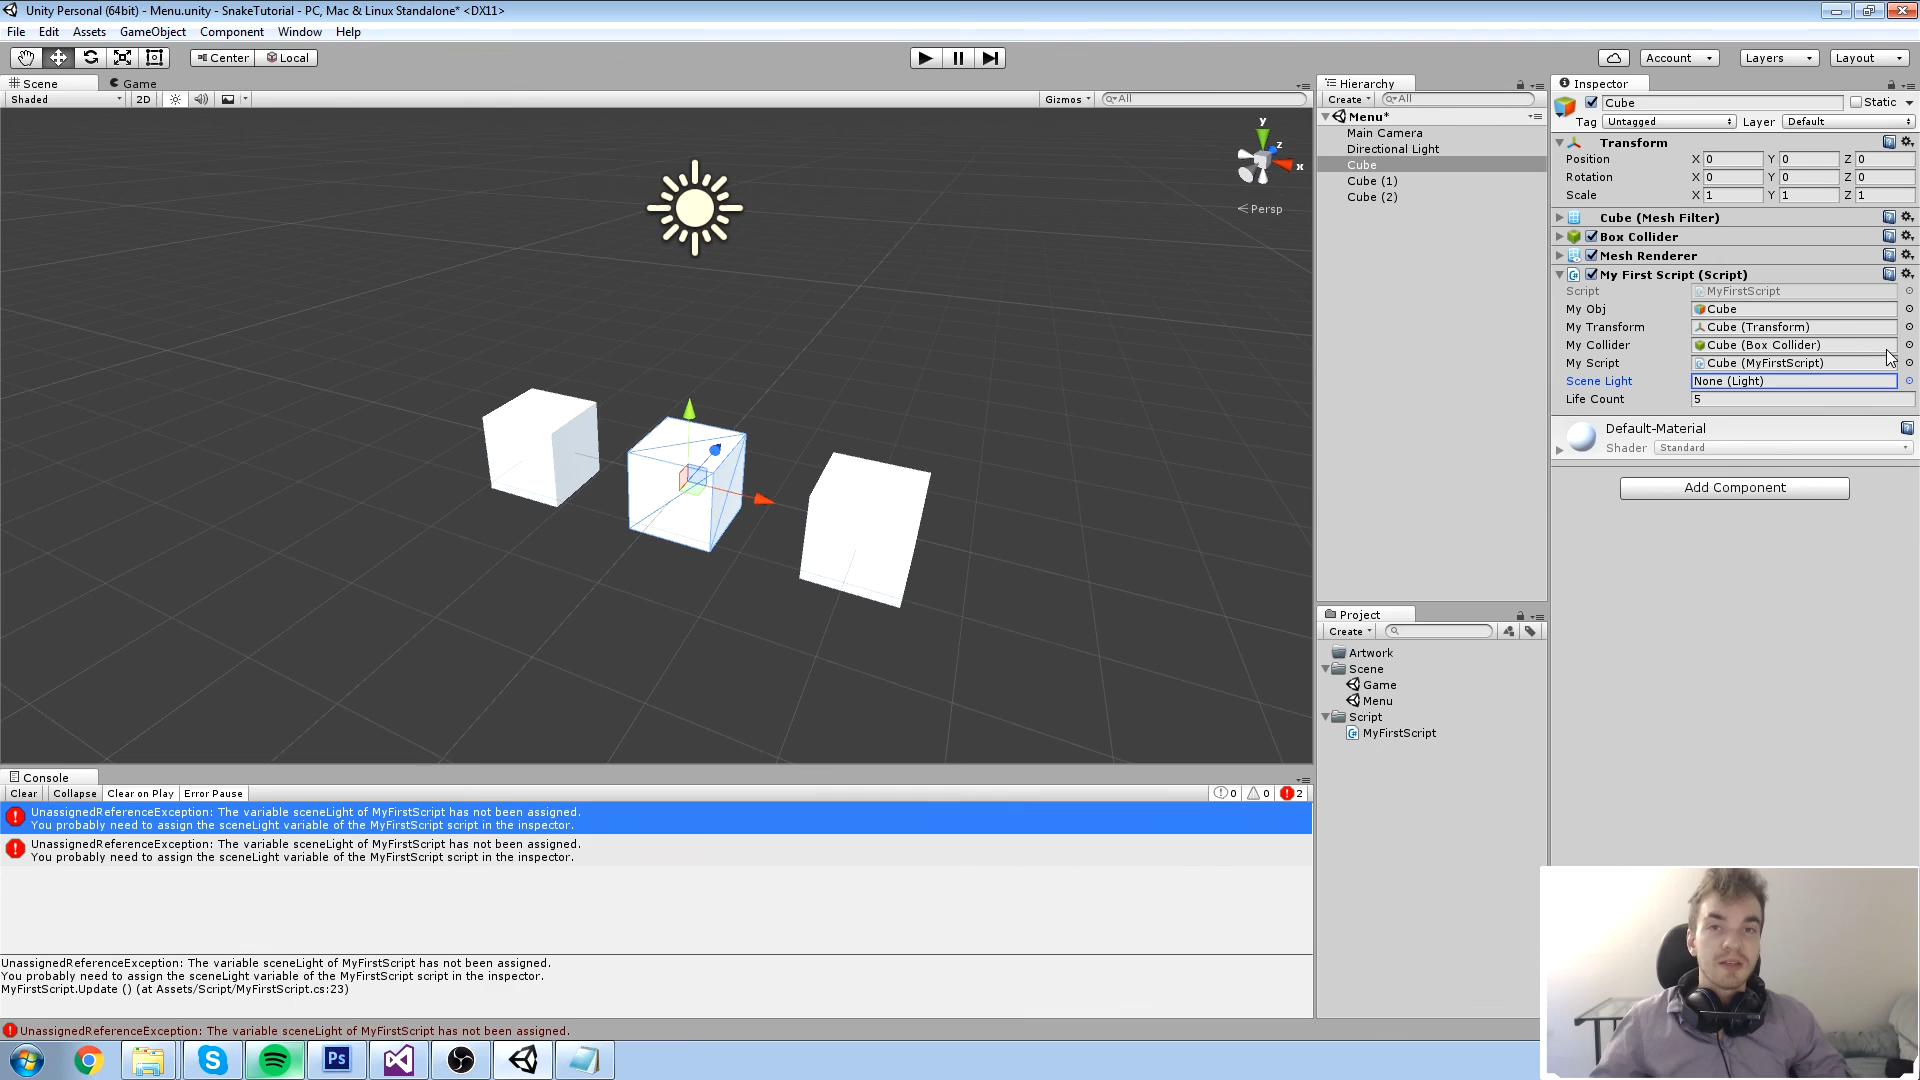 Unity Personal (64bit) - Menu.unity - SnakeTutorial - PC, Mac & Linux Standalone* <DX11>
File Edit Assets GameObject Component Window Help
Center Local Account Layers Layout
Scene Game
Shaded 2D Gizmos All
y
z
x
Persp
Hierarchy
Create All
Menu*
Main Camera
Directional Light
Cube
Cube (1)
Cube (2)
Inspector
Cube Static
Tag Untagged Layer Default
Transform
Position X 0 Y 0 Z 0
Rotation X 0 Y 0 Z 0
Scale X 1 Y 1 Z 1
Cube (Mesh Filter)
Box Collider
Mesh Renderer
My First Script (Script)
Script MyFirstScript
My Obj Cube
My Transform Cube (Transform)
My Collider Cube (Box Collider)
My Script Cube (MyFirstScript)
Scene Light None (Light)
Life Count 5
Default-Material
Shader Standard
Add Component
Project
Create
Artwork
Scene
Game
Menu
Script
MyFirstScript
Console
Clear Collapse Clear on Play Error Pause 0 0 2
UnassignedReferenceException: The variable sceneLight of MyFirstScript has not been assigned.
You probably need to assign the sceneLight variable of the MyFirstScript script in the inspector.
UnassignedReferenceException: The variable sceneLight of MyFirstScript has not been assigned.
You probably need to assign the sceneLight variable of the MyFirstScript script in the inspector.
UnassignedReferenceException: The variable sceneLight of MyFirstScript has not been assigned.
You probably need to assign the sceneLight variable of the MyFirstScript script in the inspector.
MyFirstScript.Update () (at Assets/Script/MyFirstScript.cs:23)
UnassignedReferenceException: The variable sceneLight of MyFirstScript has not been assigned.
Ps